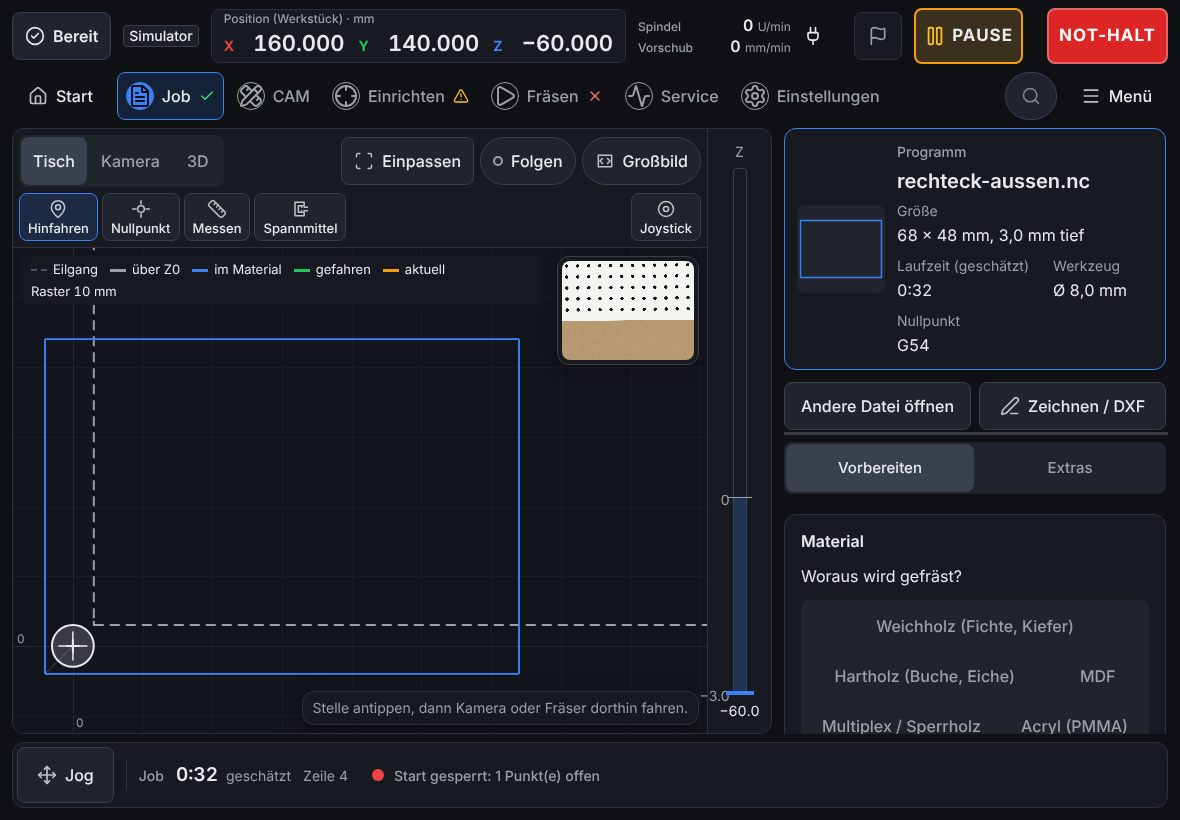 Bereit
Simulator
Position (Werkstück) · mm
X 160.000 Y 140.000 Z −60.000
Spindel 0 U/min
Vorschub 0 mm/min
PAUSE
NOT-HALT
Start
Job
CAM
Einrichten
Fräsen
Service
Einstellungen
Menü
Tisch
Kamera
3D
Einpassen
Folgen
Großbild
Hinfahren
Nullpunkt
Messen
Spannmittel
Joystick
Eilgang
über Z0
im Material
gefahren
aktuell
Raster 10 mm
0
0
Stelle antippen, dann Kamera oder Fräser dorthin fahren.
Z
0
−3.0
−60.0
Programm
rechteck-aussen.nc
Größe
68 × 48 mm, 3,0 mm tief
Laufzeit (geschätzt) Werkzeug
0:32 Ø 8,0 mm
Nullpunkt
G54
Andere Datei öffnen
Zeichnen / DXF
Vorbereiten
Extras
Material
Woraus wird gefräst?
Weichholz (Fichte, Kiefer)
Hartholz (Buche, Eiche) MDF
Multiplex / Sperrholz Acryl (PMMA)
Jog
Job 0:32 geschätzt Zeile 4
Start gesperrt: 1 Punkt(e) offen